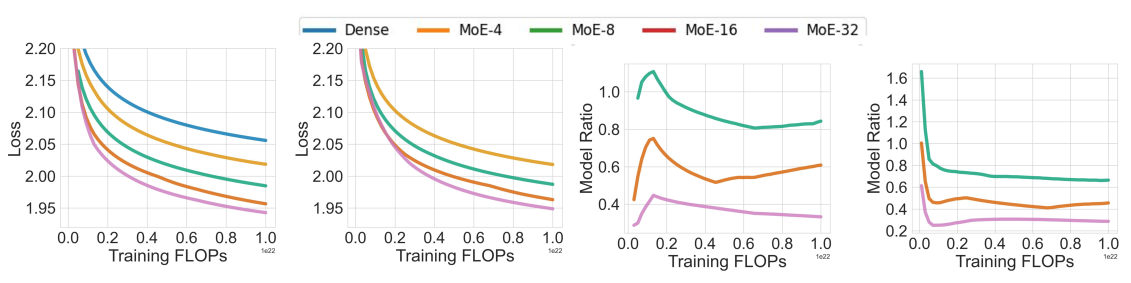 Dense MoE-4 MoE-8 MoE-16 MoE-32
Loss
2.20
2.15
2.10
2.05
2.00
1.95
0.0 0.2 0.4 0.6 0.8 1.0
Training FLOPs
1e22
Loss
2.20
2.15
2.10
2.05
2.00
1.95
0.0 0.2 0.4 0.6 0.8 1.0
Training FLOPs
1e22
Model Ratio
1.0
0.8
0.6
0.4
0.0 0.2 0.4 0.6 0.8 1.0
Training FLOPs
1e22
Model Ratio
1.6
1.4
1.2
1.0
0.8
0.6
0.4
0.2
0.0 0.2 0.4 0.6 0.8 1.0
Training FLOPs
1e22